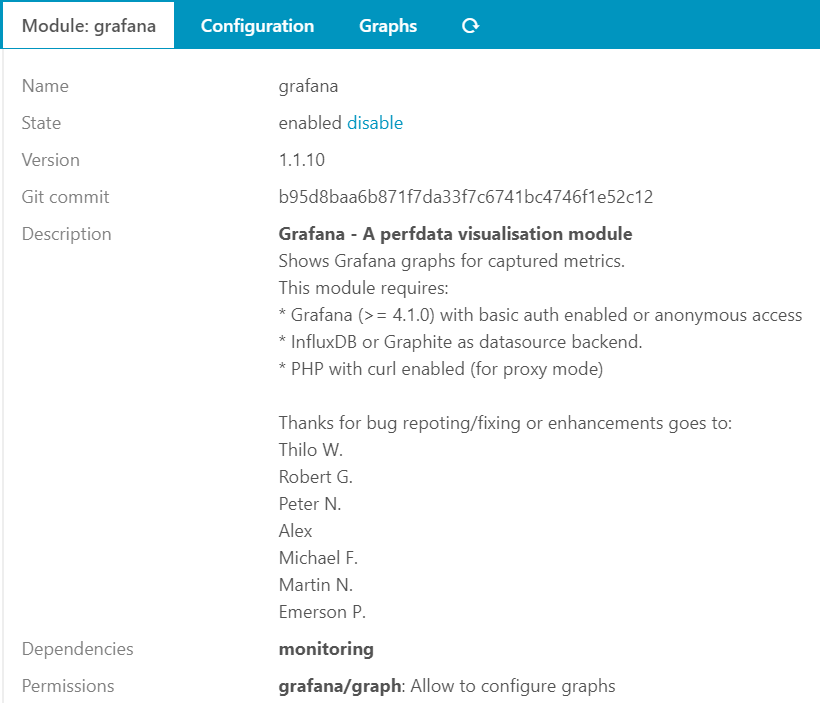 Module: grafana Configuration Graphs
Name grafana
State enabled disable
Version 1.1.10
Git commit b95d8baa6b871f7da33f7c6741bc4746f1e52c12
Description Grafana - A perfdata visualisation module
Shows Grafana graphs for captured metrics.
This module requires:
* Grafana (>= 4.1.0) with basic auth enabled or anonymous access
* InfluxDB or Graphite as datasource backend.
* PHP with curl enabled (for proxy mode)
Thanks for bug repoting/fixing or enhancements goes to:
Thilo W.
Robert G.
Peter N.
Alex
Michael F.
Martin N.
Emerson P.
Dependencies monitoring
Permissions grafana/graph: Allow to configure graphs